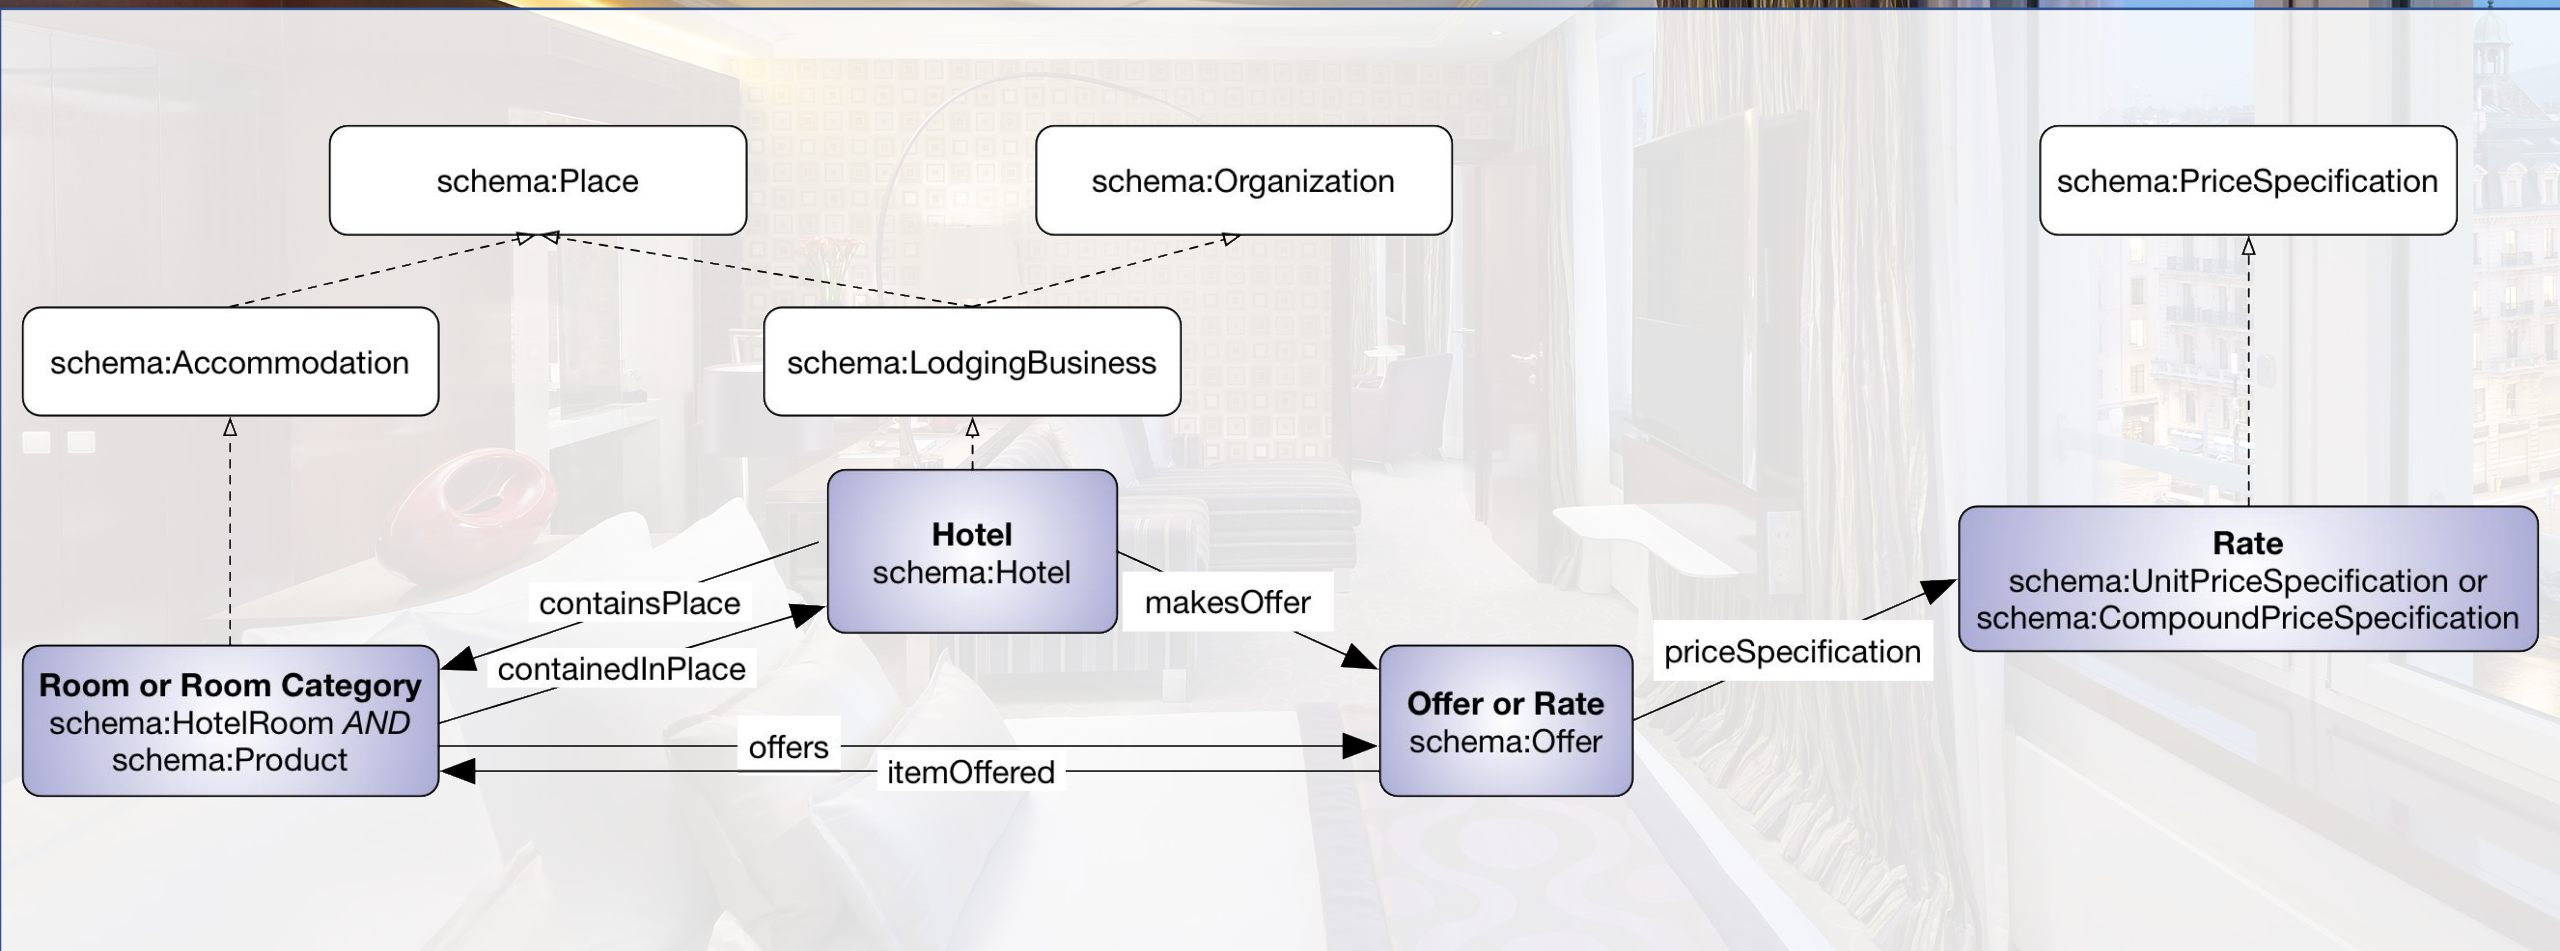 schema:Place
schema:Organization
schema:PriceSpecification
schema:Accommodation
schema:LodgingBusiness
Hotel
schema:Hotel
Rate
schema:UnitPriceSpecification or
schema:CompoundPriceSpecification
containsPlace
makesOffer
containedInPlace
priceSpecification
Room or Room Category
schema:HotelRoom AND
schema:Product
Offer or Rate
schema:Offer
offers
itemOffered